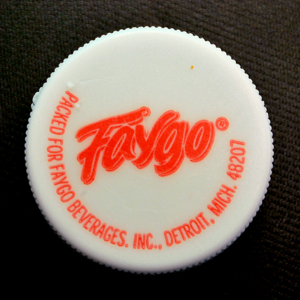 Faygo®
PACKED FOR FAYGO BEVERAGES. INC., DETROIT, MICH. 48207